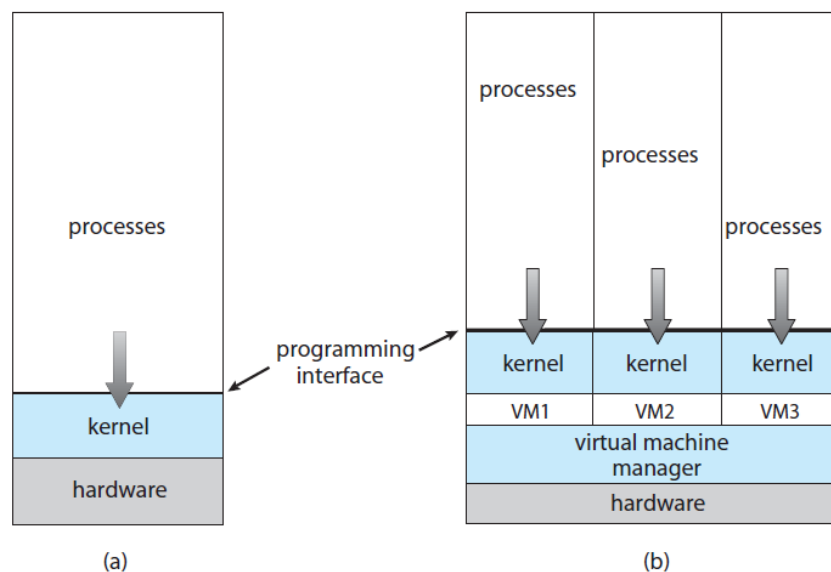 processes
kernel
hardware
(a)
programming
interface
processes
processes
processes
kernel
kernel
kernel
VM1
VM2
VM3
virtual machine
manager
hardware
(b)